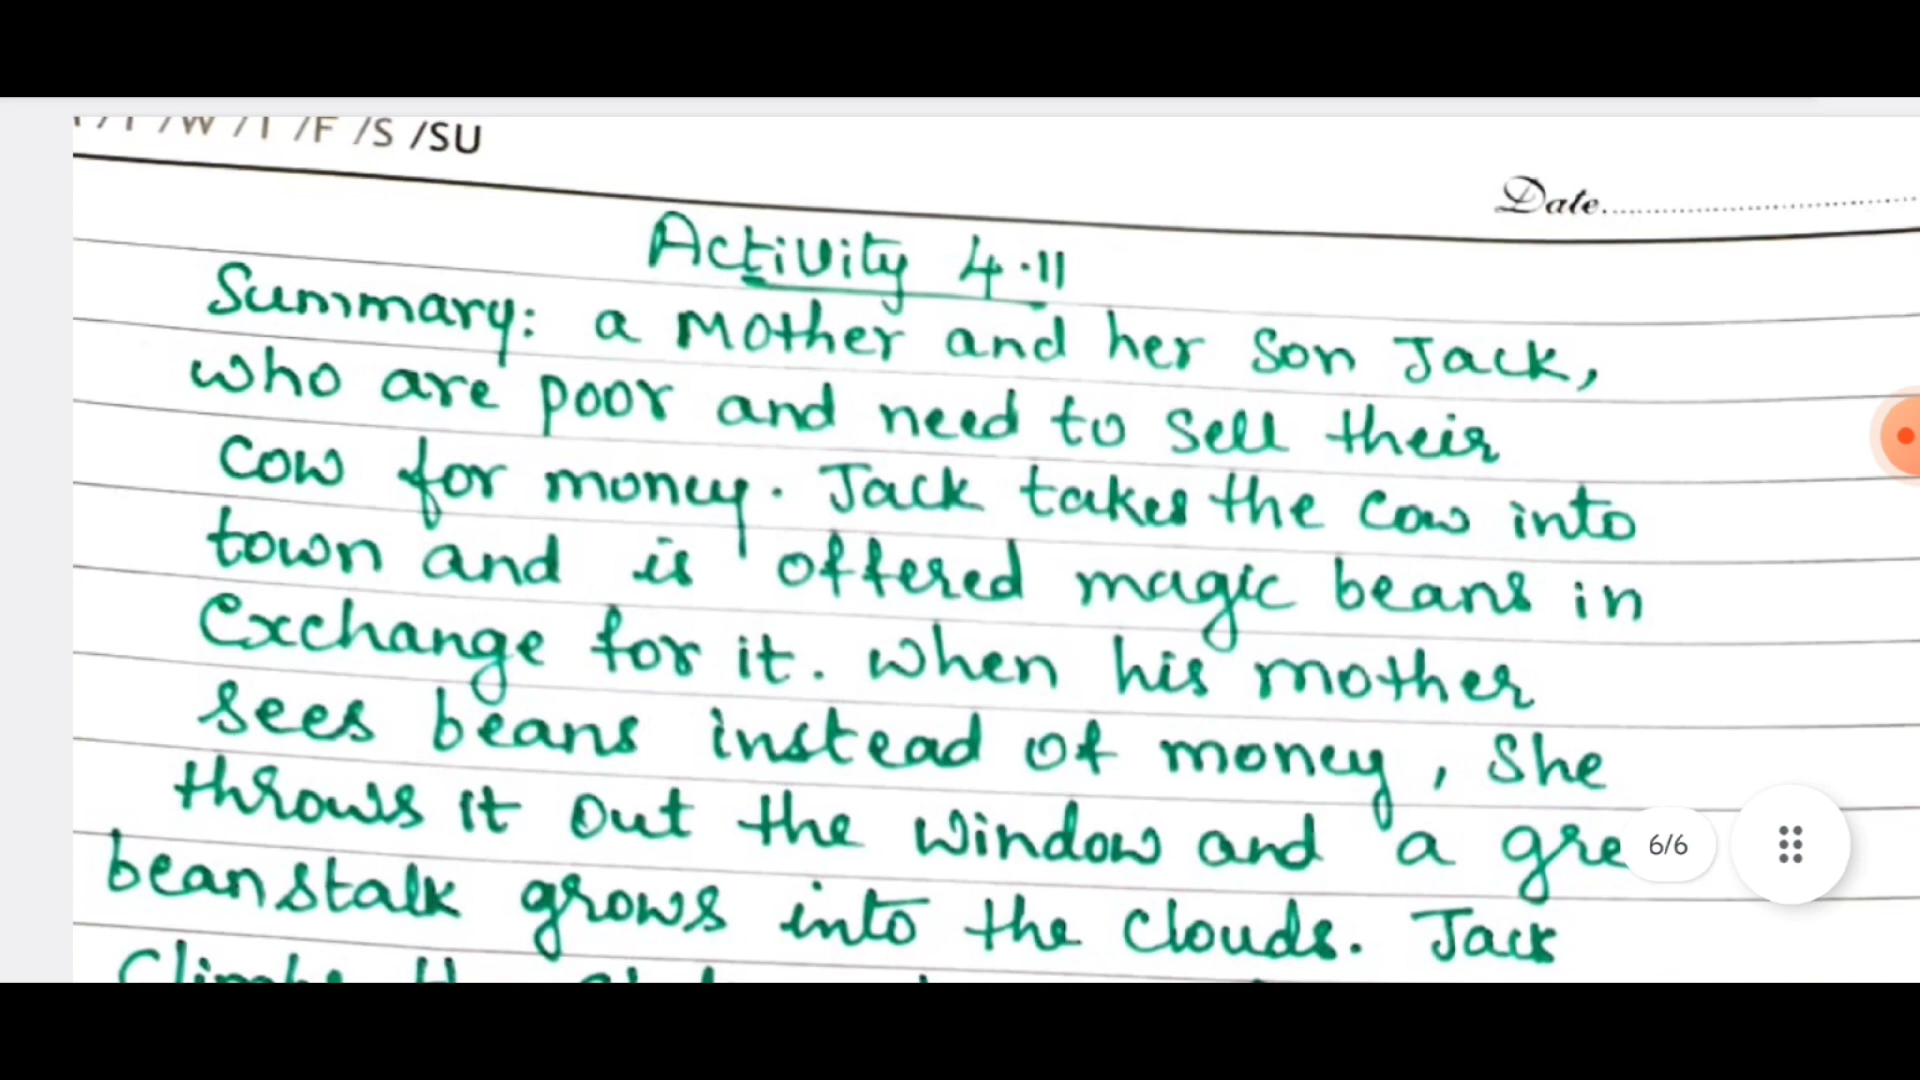 /W /T /F /S /SU
Date
Activity 4.11
Summary: a Mother and her Son Jack,
who are poor and need to sell their
cow for money. Jack takes the cow into
town and is offered magic beans in
Exchange for it. when his mother
sees beans instead of money, She
throws it out the window and a gre
6/6
beanstalk grows into the clouds. Jack